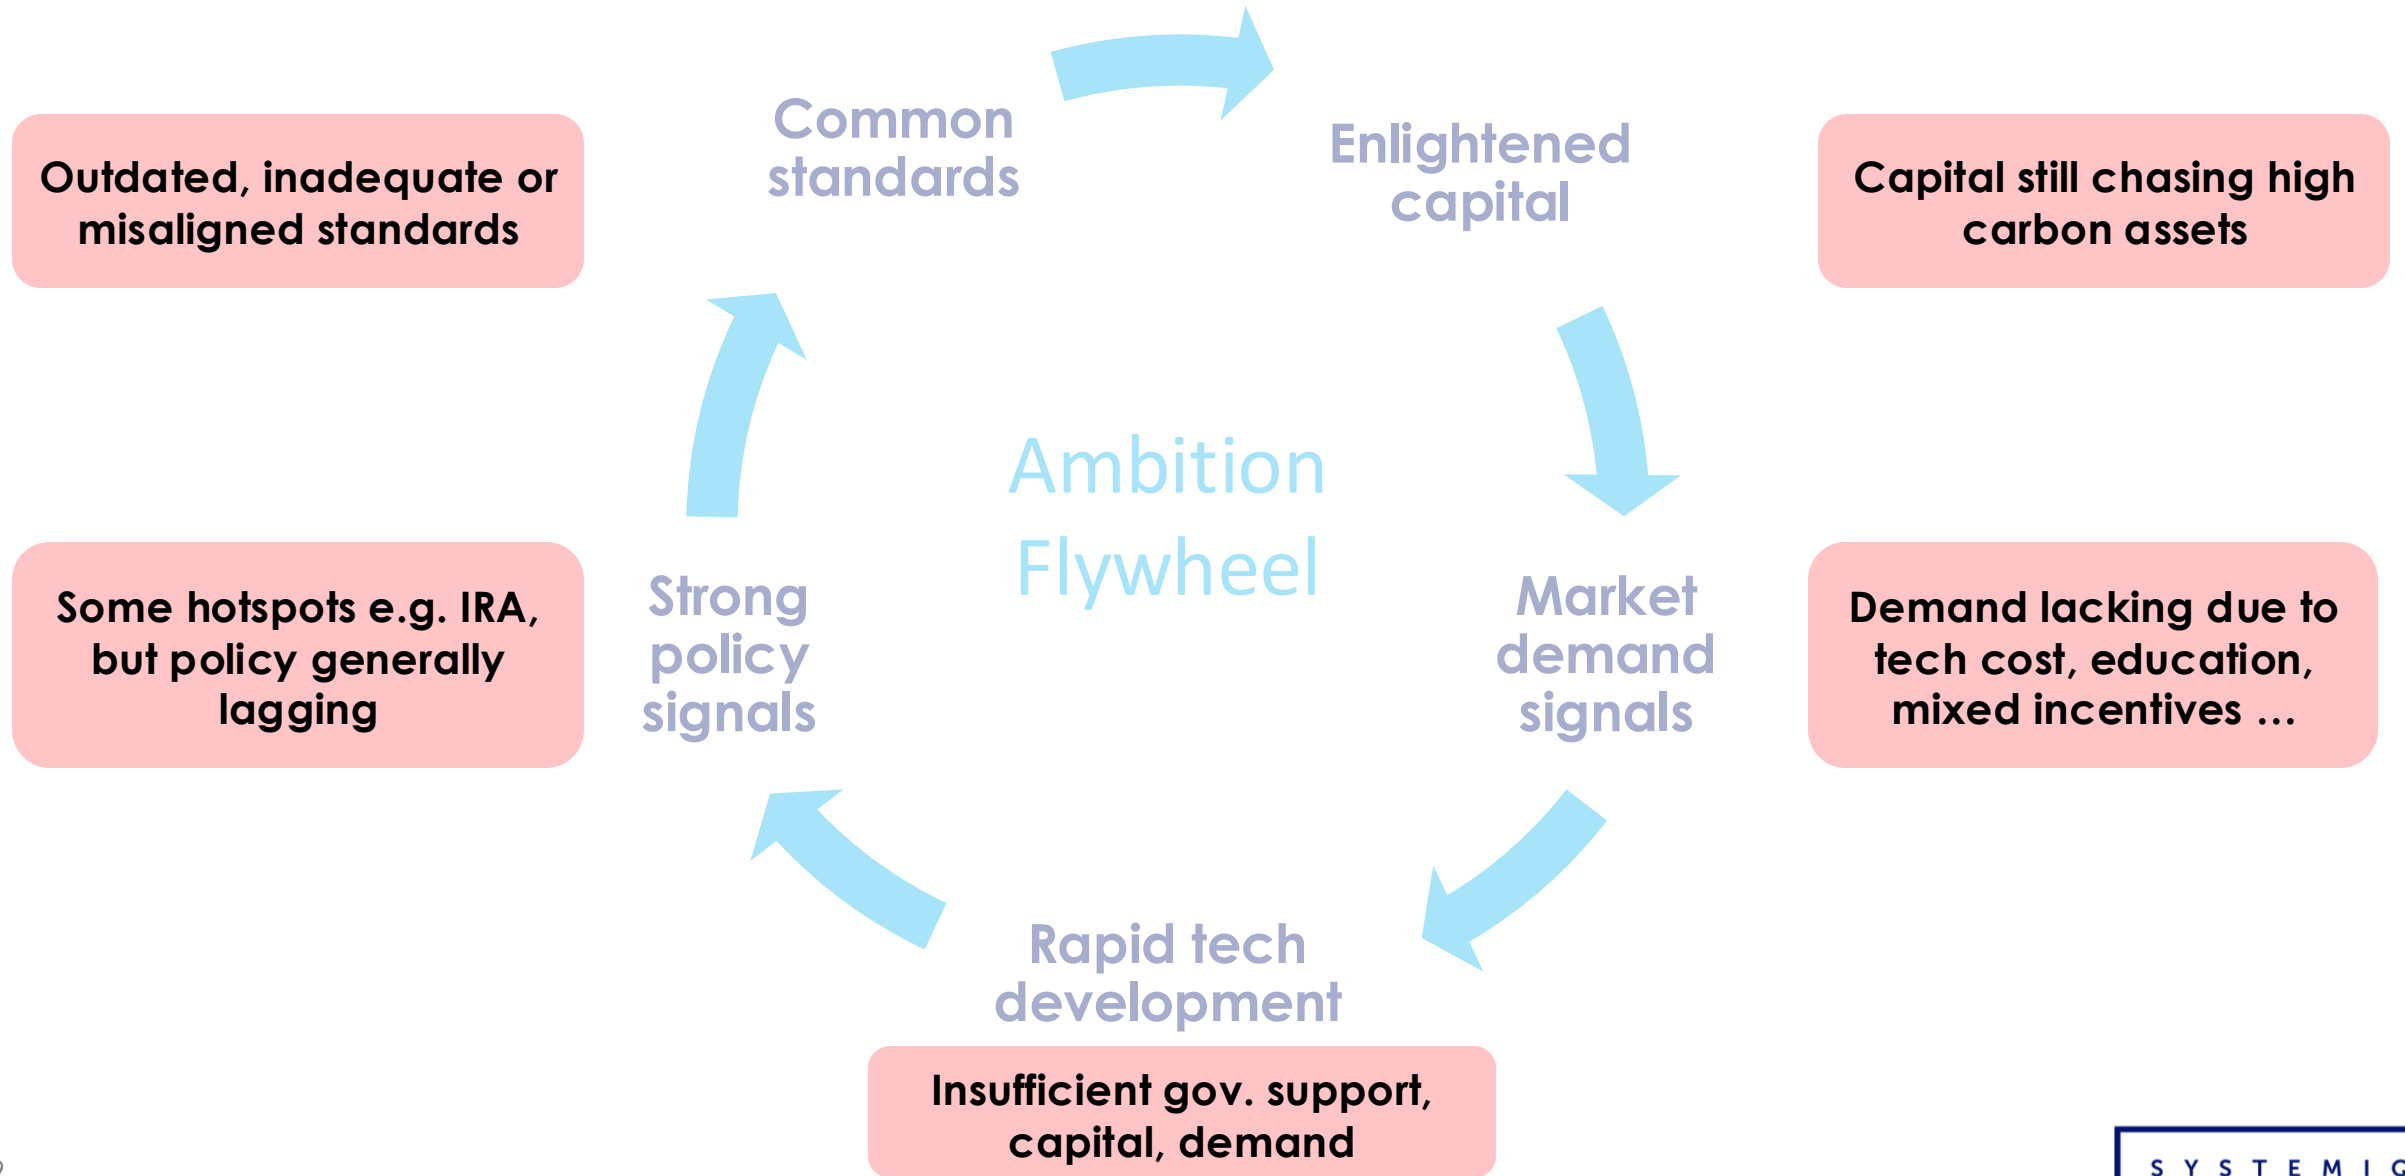 Common
standards
Enlightened
capital
Outdated, inadequate or
misaligned standards
Capital still chasing high
carbon assets
Ambition
Flywheel
Some hotspots e.g. IRA,
but policy generally
lagging
Strong
policy
signals
Market
demand
signals
Demand lacking due to
tech cost, education,
mixed incentives ...
Rapid tech
development
Insufficient gov. support,
capital, demand
SYSTEMIQ